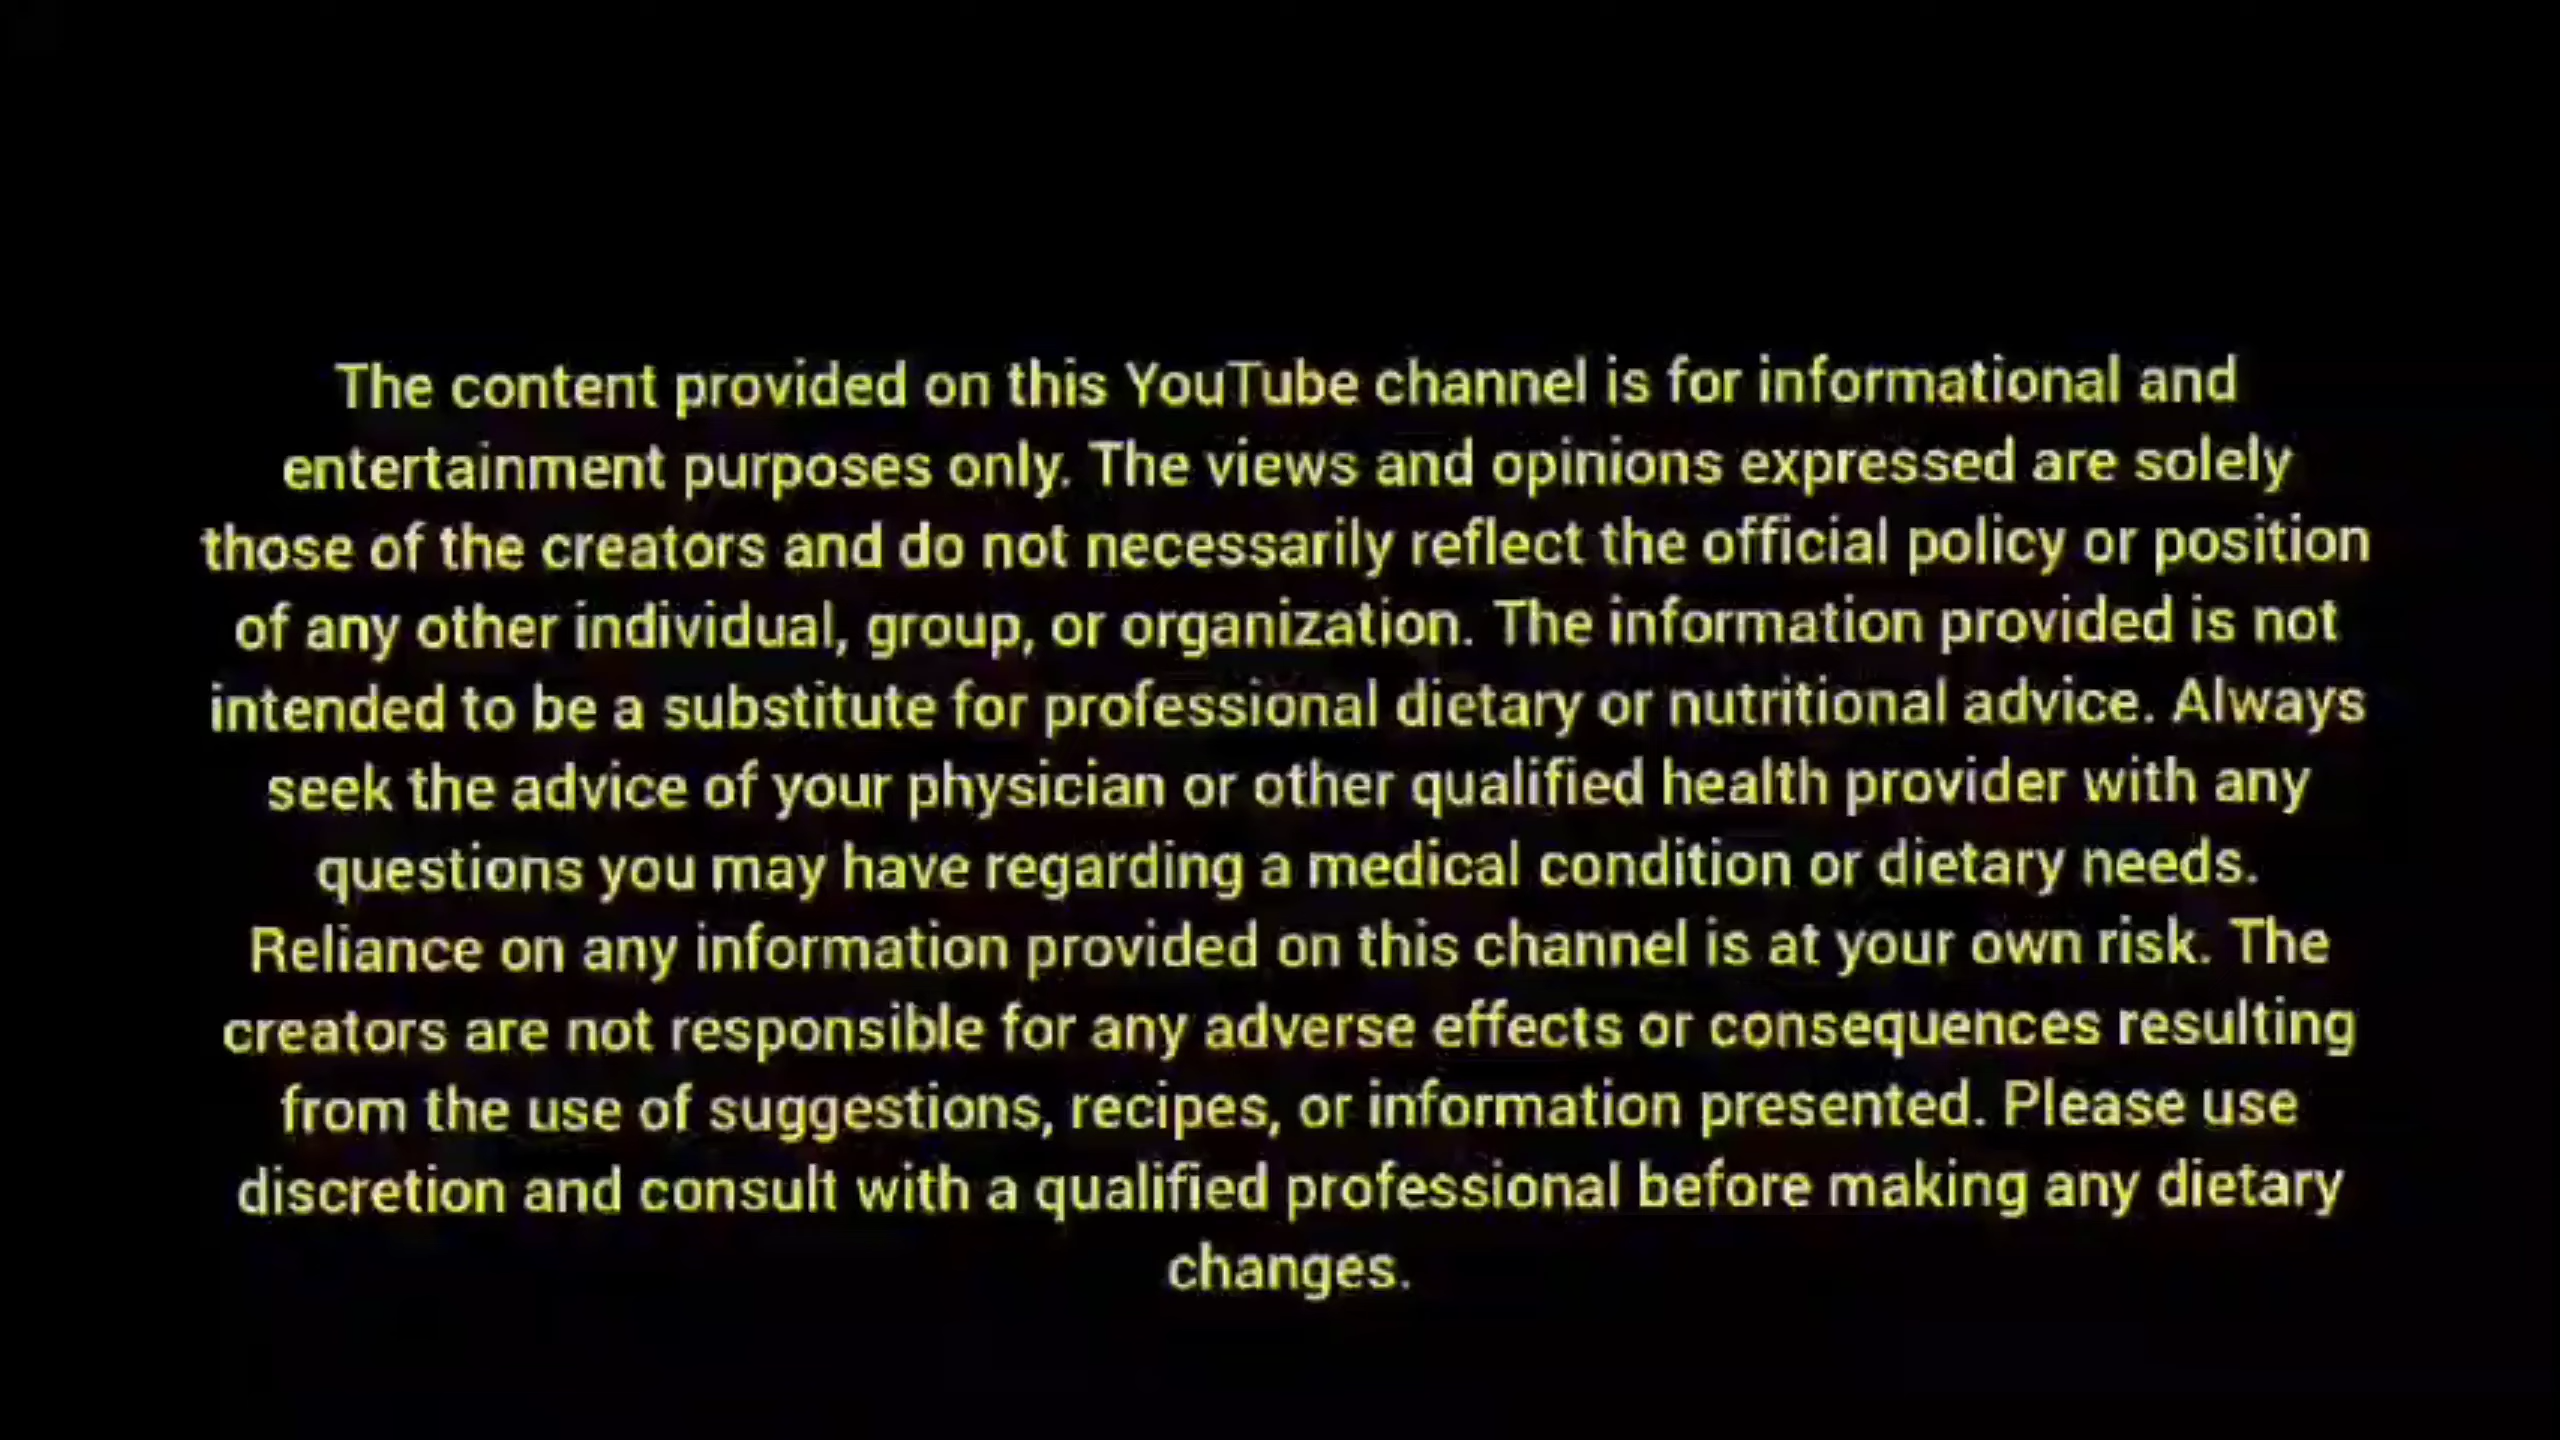 The content provided on this YouTube channel is for informational and
entertainment purposes only. The views and opinions expressed are solely
those of the creators and do not necessarily reflect the official policy or position
of any other individual, group, or organization. The information provided is not
intended to be a substitute for professional dietary or nutritional advice. Always
seek the advice of your physician or other qualified health provider with any
questions you may have regarding a medical condition or dietary needs.
Reliance on any information provided on this channel is at your own risk. The
creators are not responsible for any adverse effects or consequences resulting
from the use of suggestions, recipes, or information presented. Please use
discretion and consult with a qualified professional before making any dietary
changes.